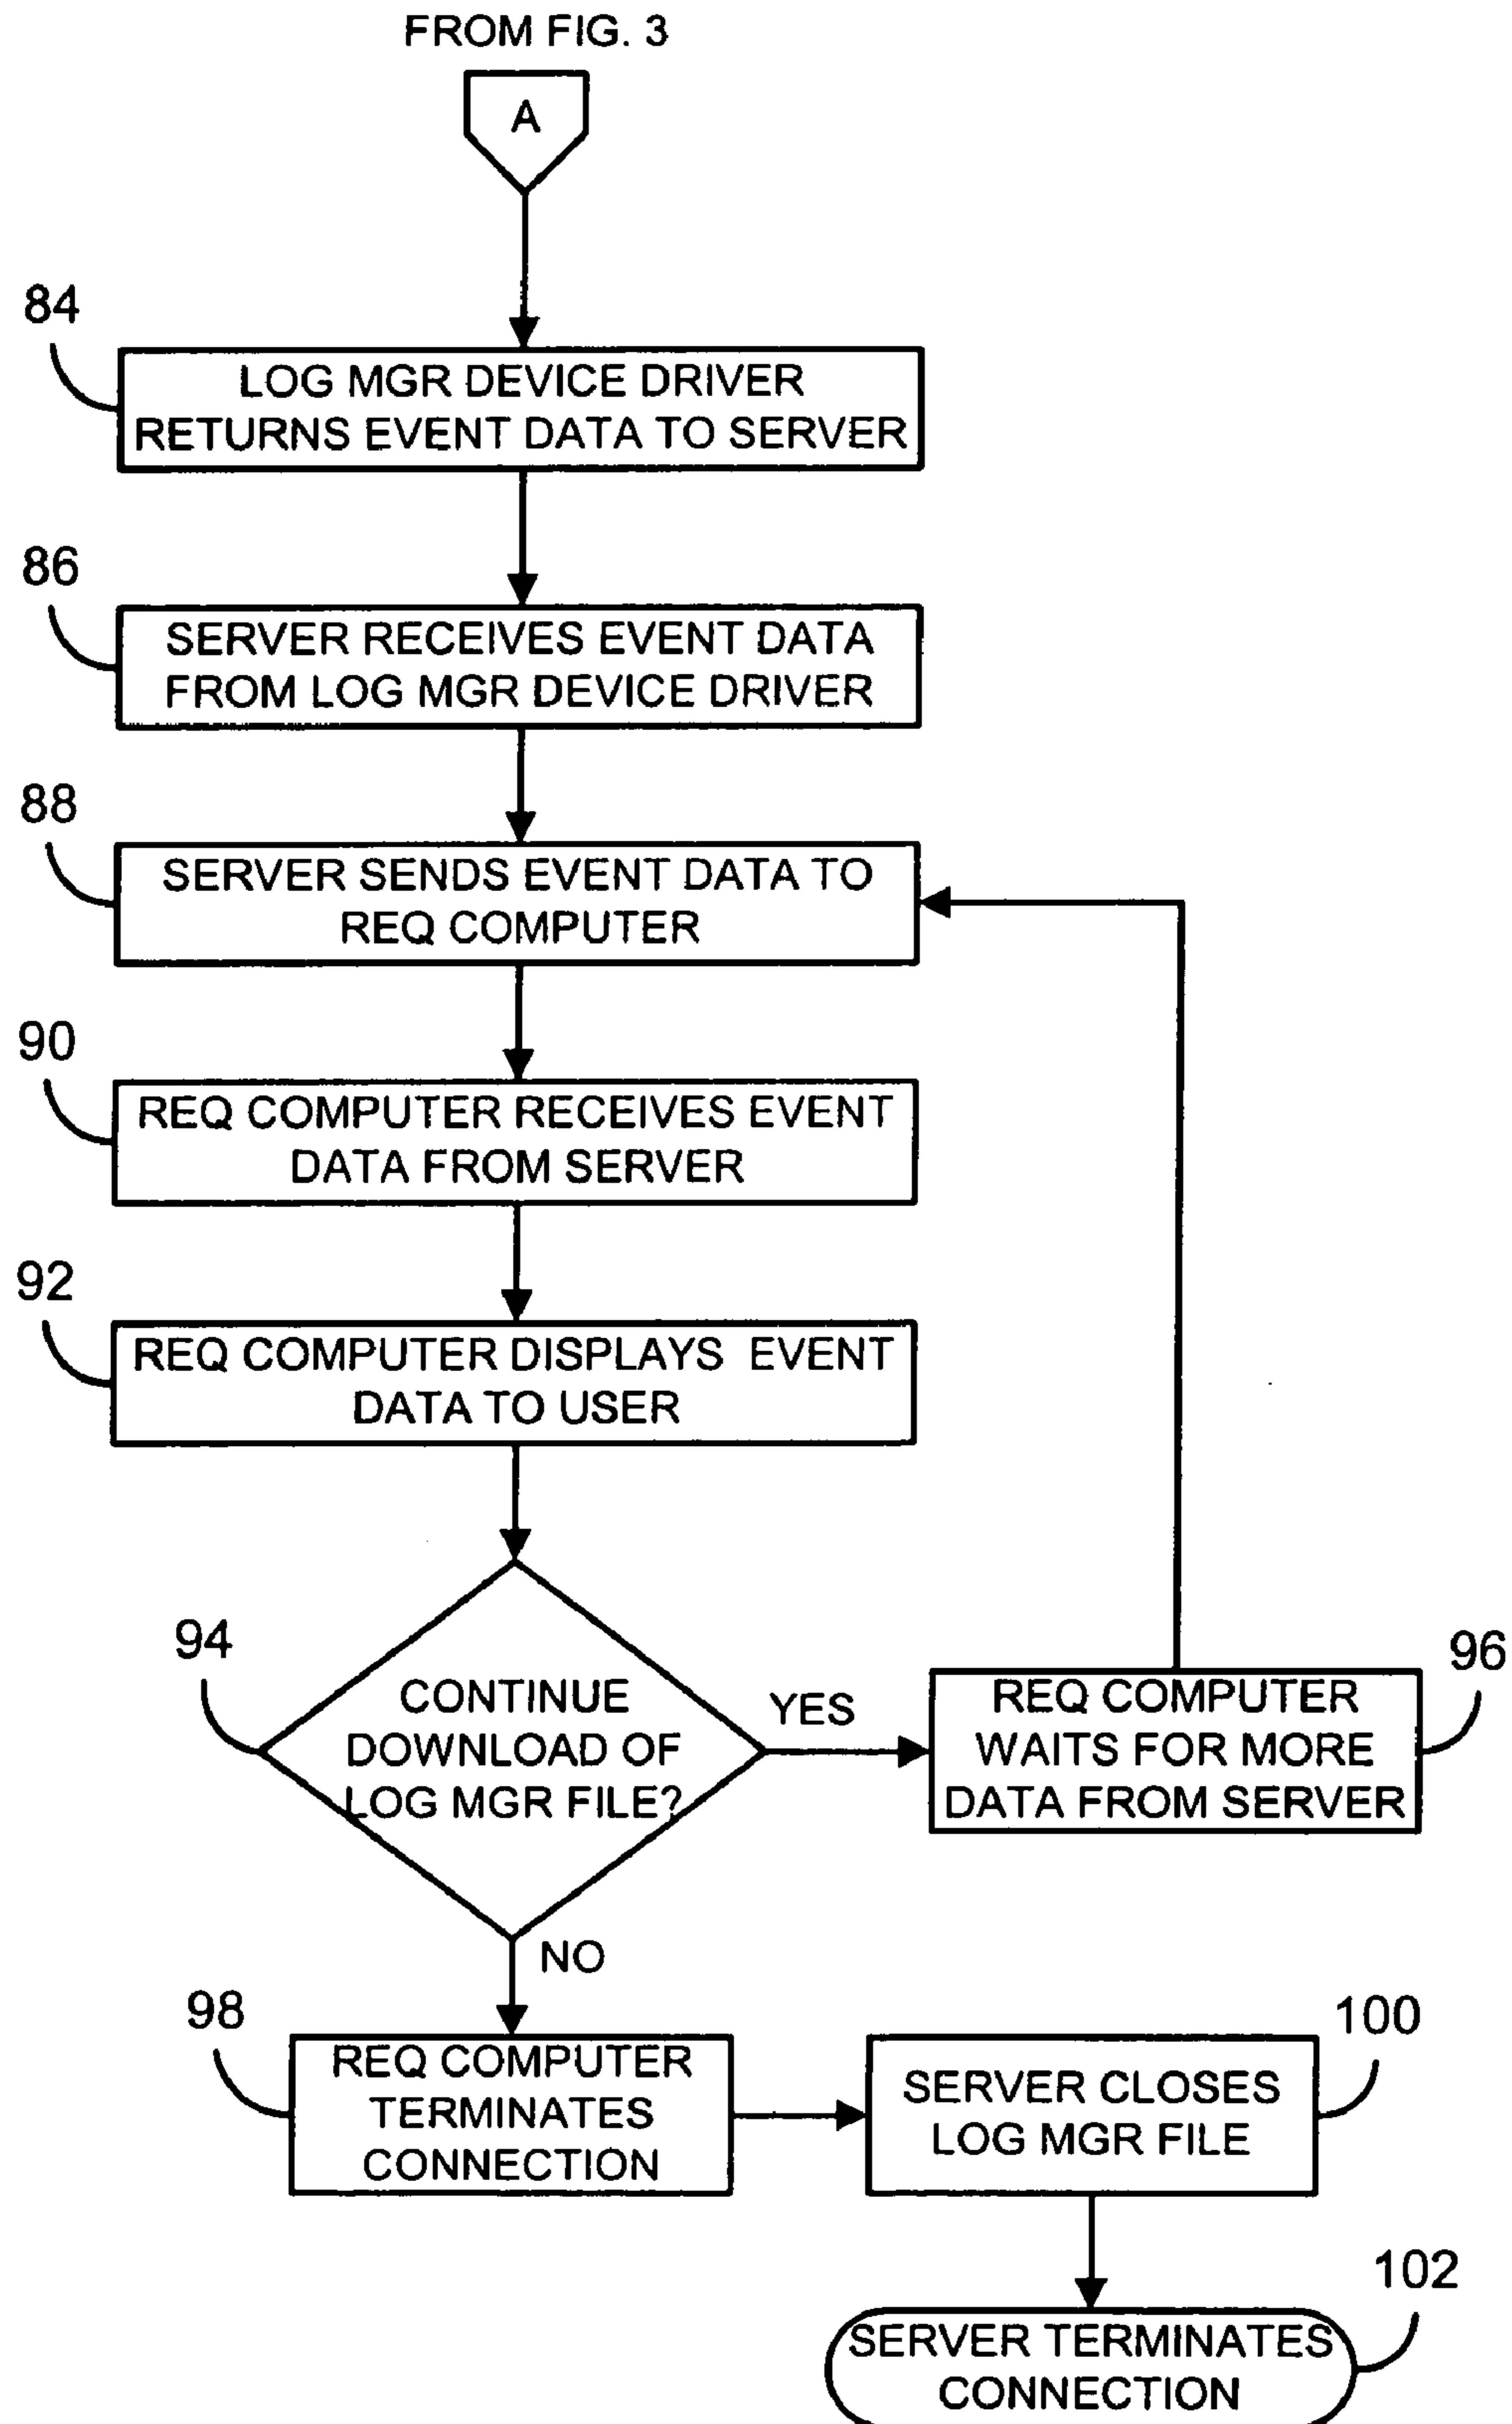 FROM FIG. 3
A
84
LOG MGR DEVICE DRIVER
RETURNS EVENT DATA TO SERVER
86
SERVER RECEIVES EVENT DATA
FROM LOG MGR DEVICE DRIVER
88
SERVER SENDS EVENT DATA TO
REQ COMPUTER
90
REQ COMPUTER RECEIVES EVENT
DATA FROM SERVER
92
REQ COMPUTER DISPLAYS EVENT
DATA TO USER
94
CONTINUE
DOWNLOAD OF
LOG MGR FILE?
YES
96
REQ COMPUTER
WAITS FOR MORE
DATA FROM SERVER
NO
98
REQ COMPUTER
TERMINATES
CONNECTION
100
SERVER CLOSES
LOG MGR FILE
102
SERVER TERMINATES
CONNECTION